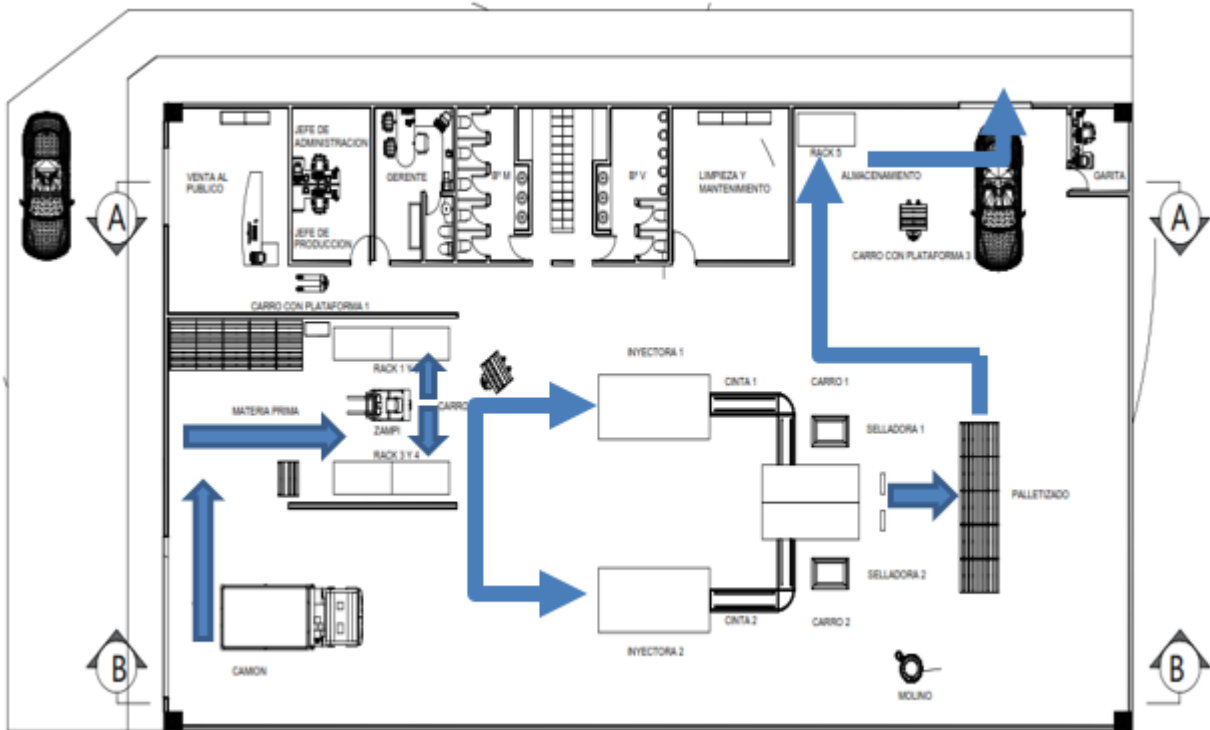 JEFE DE
ADMINISTRACION
VENTA AL
PUBLICO
GERENTE
Bº M
Bº V
LIMPIEZA Y
MANTENIMIENTO
RACK 5
ALMACENAMIENTO
GARITA
JEFE DE
PRODUCCION
A
A
CARRO CON PLATAFORMA 3
CARRO CON PLATAFORMA 1
RACK 1 Y
INYECTORA 1
CINTA 1
CARRO 1
MATERIA PRIMA
CARRO
ZAMPI
SELLADORA 1
RACK 3 Y 4
PALLETIZADO
SELLADORA 2
CINTA 2
CARRO 2
INYECTORA 2
CAMION
MOLINO
B
B